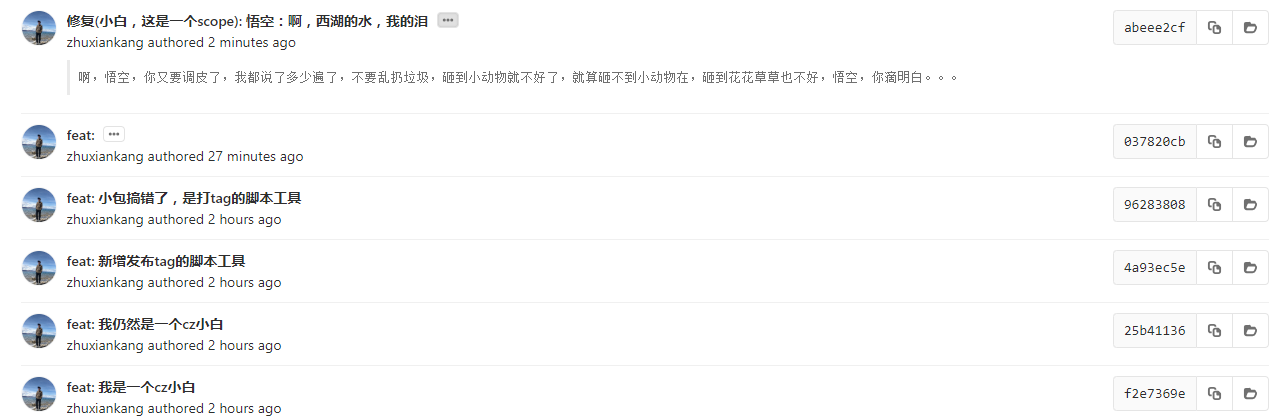 修复(小白，这是一个scope): 悟空：啊，西湖的水，我的泪
abeee2cf
zhuxiankang authored 2 minutes ago
啊，悟空，你又要调皮了，我都说了多少遍了，不要乱扔垃圾，砸到小动物就不好了，就算砸不到小动物在，砸到花花草草也不好，悟空，你滴明白。。。
feat:
037820cb
zhuxiankang authored 27 minutes ago
feat: 小包搞错了，是打tag的脚本工具
96283808
zhuxiankang authored 2 hours ago
feat: 新增发布tag的脚本工具
4a93ec5e
zhuxiankang authored 2 hours ago
feat: 我仍然是一个cz小白
25b41136
zhuxiankang authored 2 hours ago
feat: 我是一个cz小白
f2e7369e
zhuxiankang authored 2 hours ago